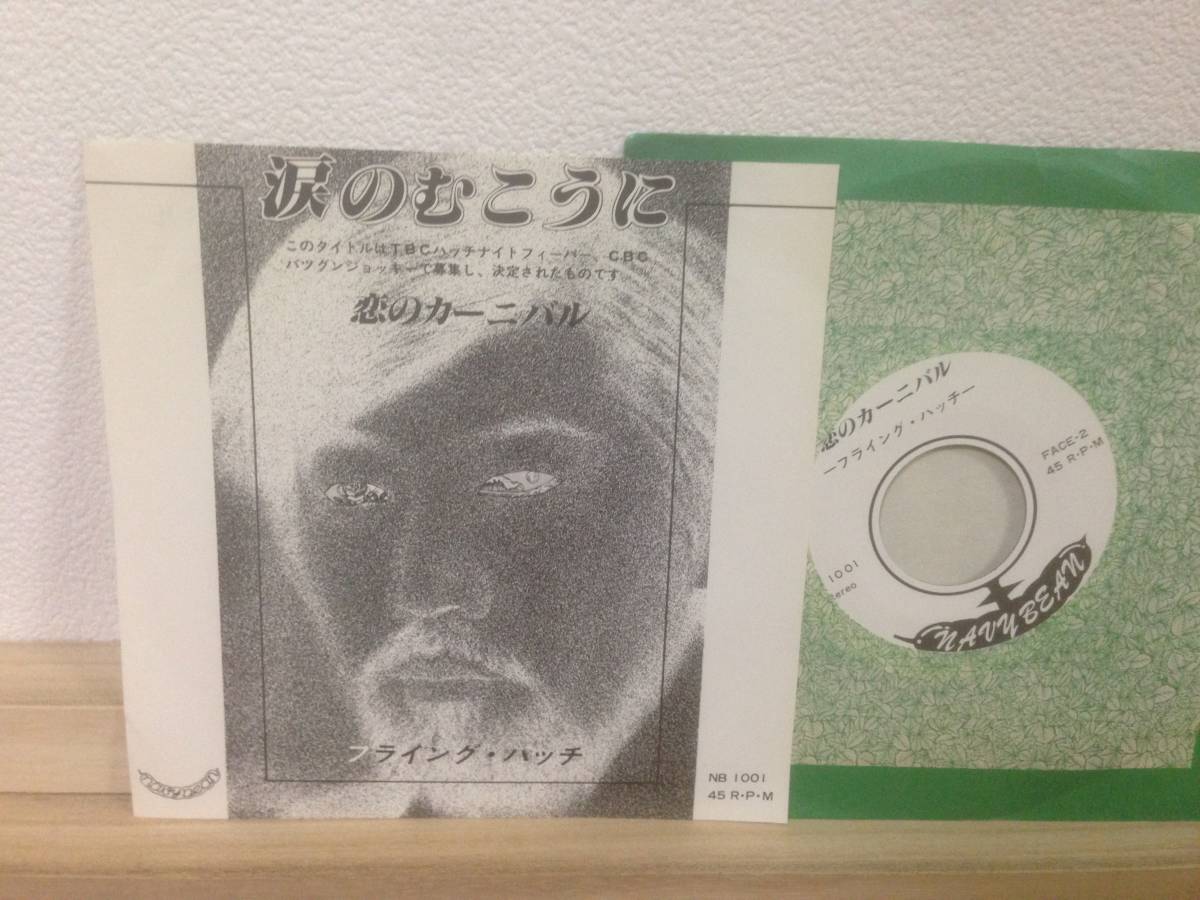 涙のむこうに
このタイトルはTBCハッチナイトフィーバー、CBC
バツグンジョッキーで募集し、決定されたものです
恋のカーニバル
フライング・ハッチ
navy bean
NB 1001
45 R・P・M
恋のカーニバル
ーフライング・ハッチー
FACE-2
45 R・P・M
1001
stereo
NAVY BEAN